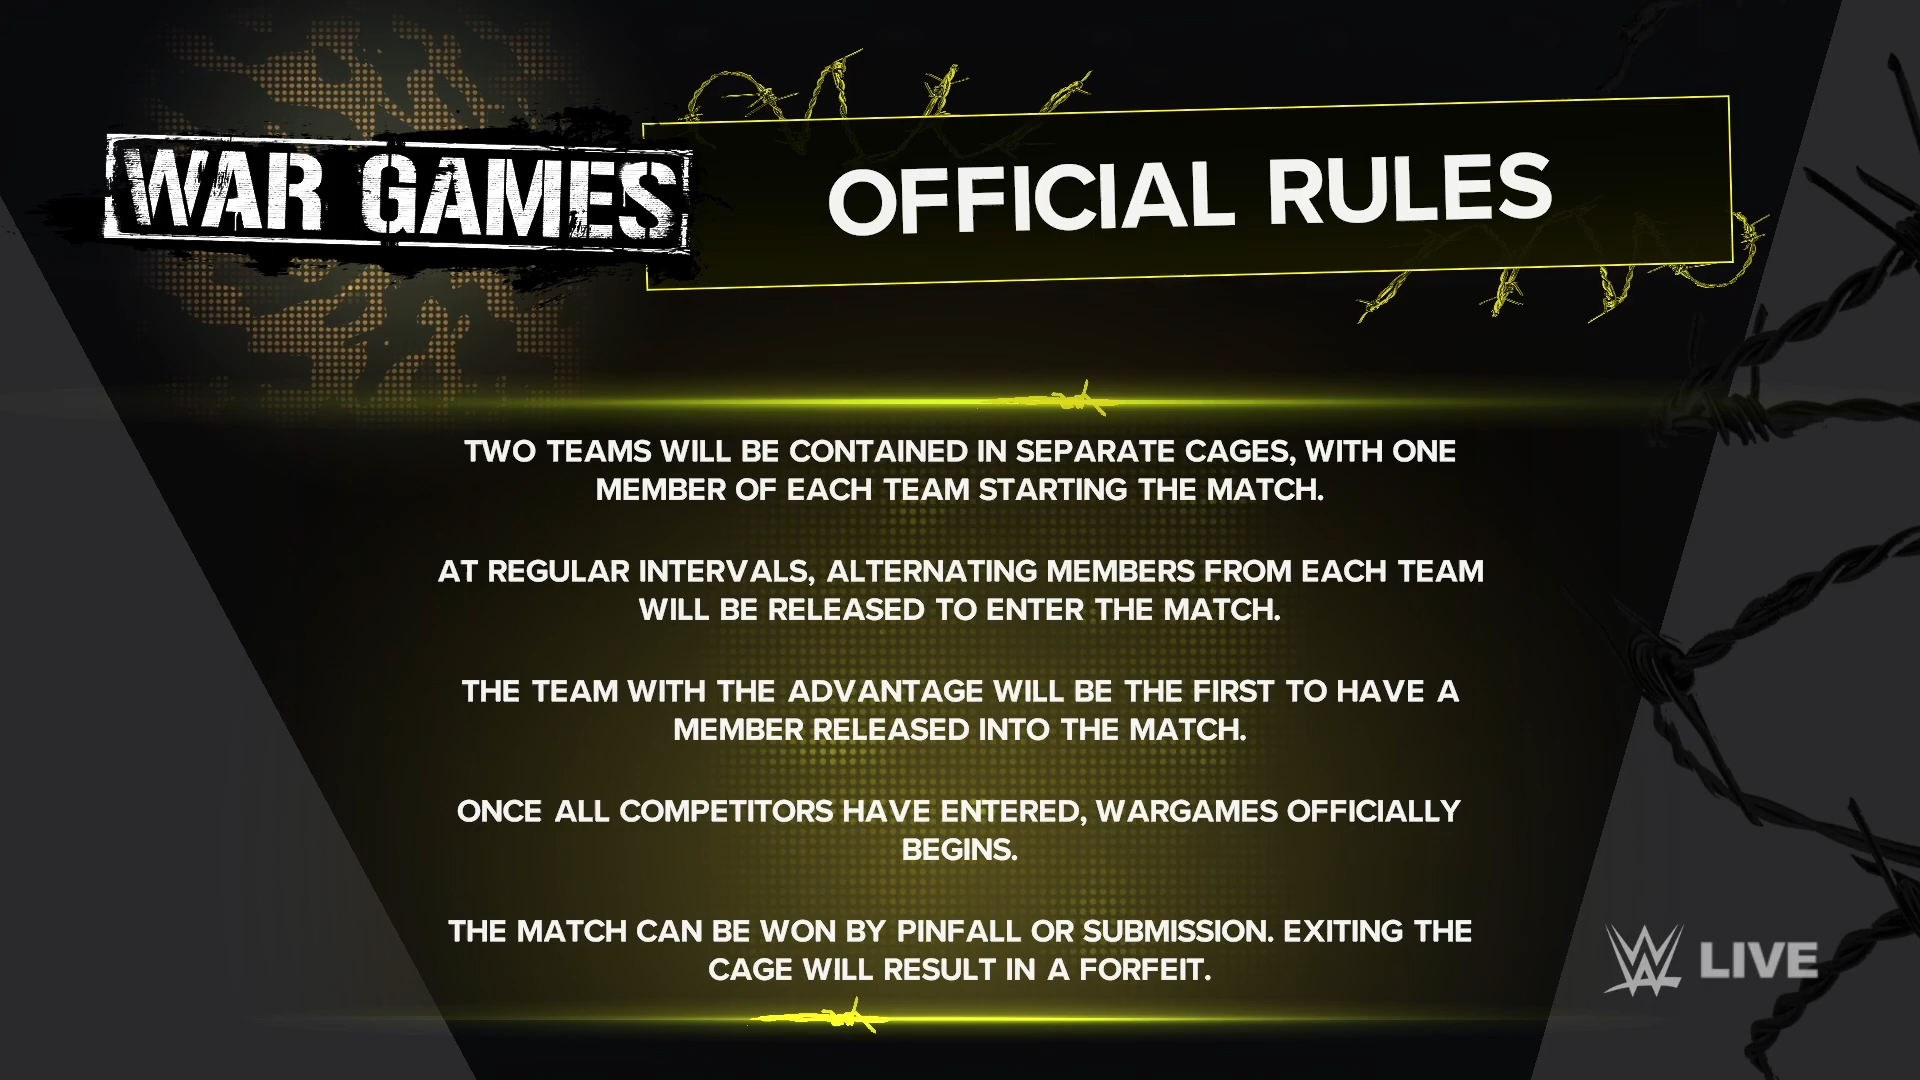 WAR GAMES
OFFICIAL RULES
TWO TEAMS WILL BE CONTAINED IN SEPARATE CAGES, WITH ONE
MEMBER OF EACH TEAM STARTING THE MATCH.
AT REGULAR INTERVALS, ALTERNATING MEMBERS FROM EACH TEAM
WILL BE RELEASED TO ENTER THE MATCH.
THE TEAM WITH THE ADVANTAGE WILL BE THE FIRST TO HAVE A
MEMBER RELEASED INTO THE MATCH.
ONCE ALL COMPETITORS HAVE ENTERED, WARGAMES OFFICIALLY
BEGINS.
THE MATCH CAN BE WON BY PINFALL OR SUBMISSION. EXITING THE
CAGE WILL RESULT IN A FORFEIT.
W LIVE